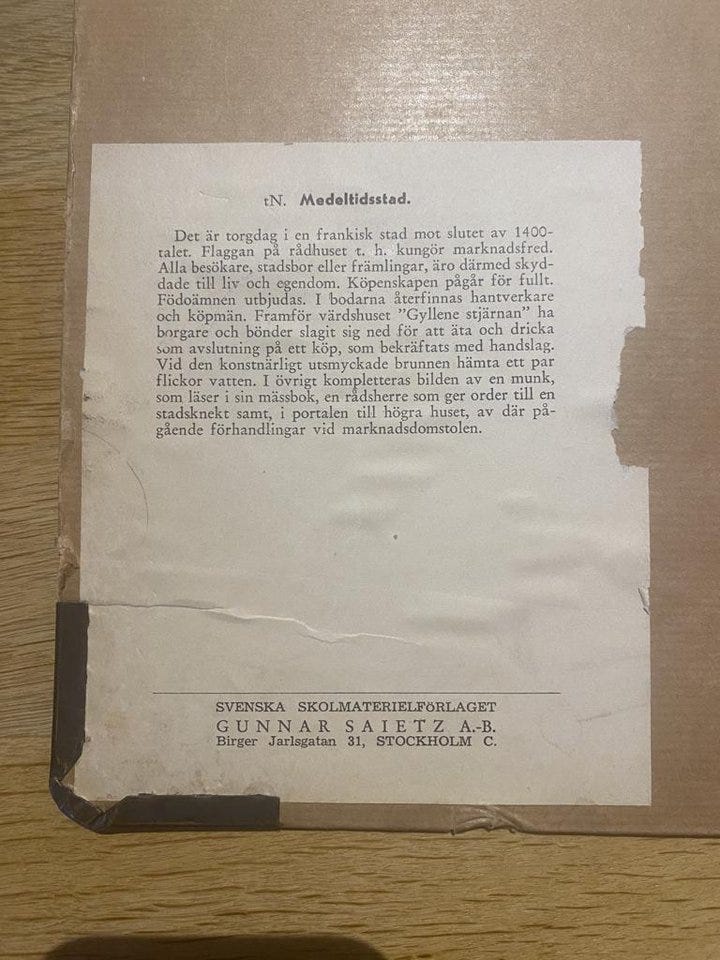 tN. Medeltidsstad.
Det är torgdag i en frankisk stad mot slutet av 1400-
talet. Flaggan på rådhuset t. h. kungör marknadsfred.
Alla besökare, stadsbor eller främlingar, äro därmed skyd-
dade till liv och egendom. Köpenskapen pågår för fullt.
Födoämnen utbjudas. I bodarna återfinnas hantverkare
och köpmän. Framför värdshuset ”Gyllene stjärnan” ha
borgare och bönder slagit sig ned för att äta och dricka
som avslutning på ett köp, som bekräftats med handslag.
Vid den konstnärligt utsmyckade brunnen hämta ett par
flickor vatten. I övrigt kompletteras bilden av en munk,
som läser i sin mässbok, en rådsherre som ger order till en
stadsknekt samt, i portalen till högra huset, av där på-
gående förhandlingar vid marknadsdomstolen.
SVENSKA SKOLMATERIELFÖRLAGET
GUNNAR SAIETZ A.-B.
Birger Jarlsgatan 31, STOCKHOLM C.